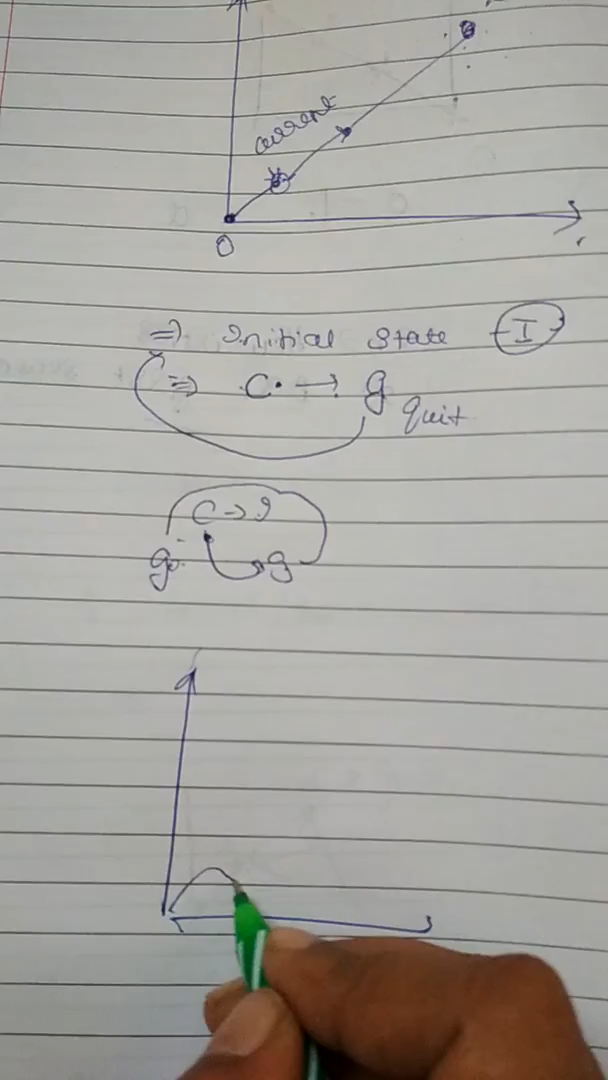 current
0
=> Initial State - I
=> C. → g
quit
C → g
g g